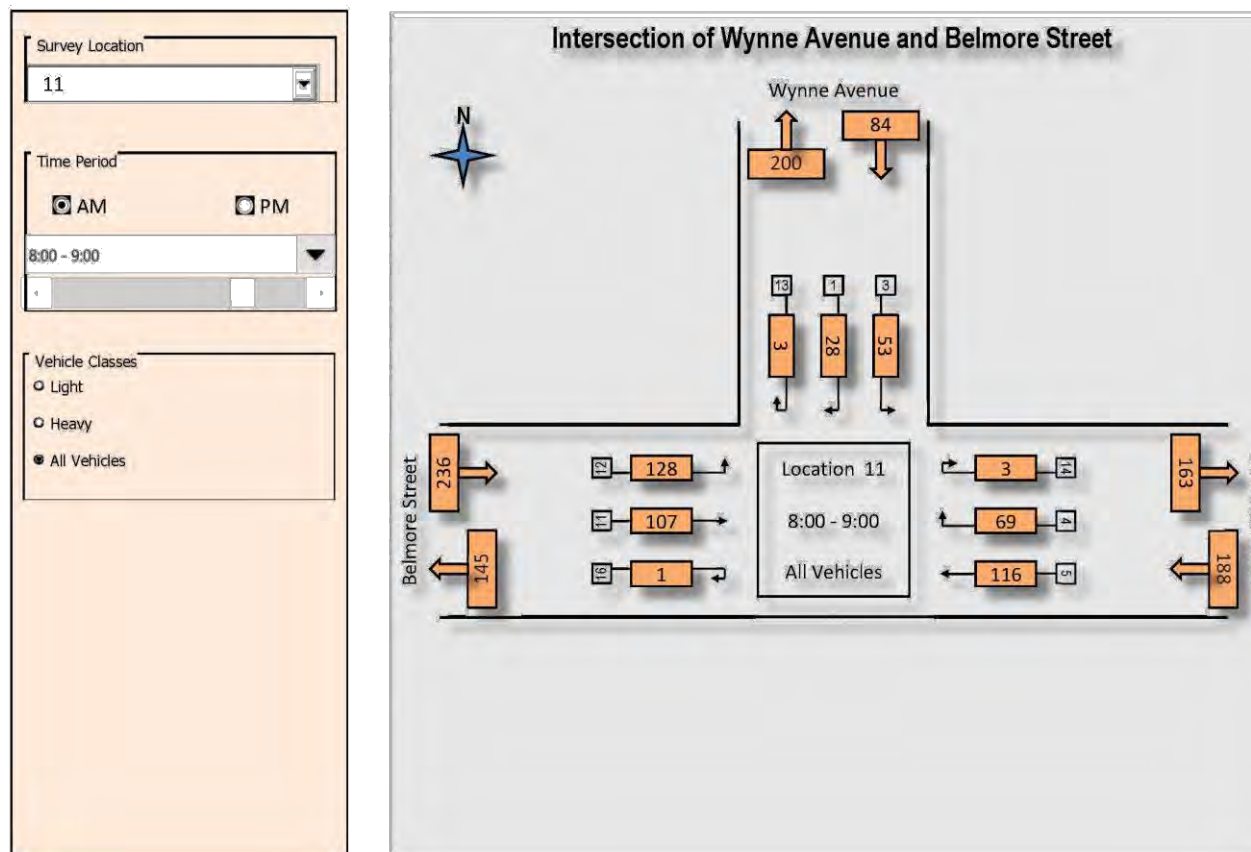 Survey Location
11
Time Period
AM
PM
8:00 - 9:00
Vehicle Classes
Light
Heavy
All Vehicles
Intersection of Wynne Avenue and Belmore Street
Wynne Avenue
N
200
84
13
1
3
3
28
53
Belmore Street
236
145
12
128
11
107
16
1
Location 11
8:00 - 9:00
All Vehicles
3
14
69
4
116
5
163
188